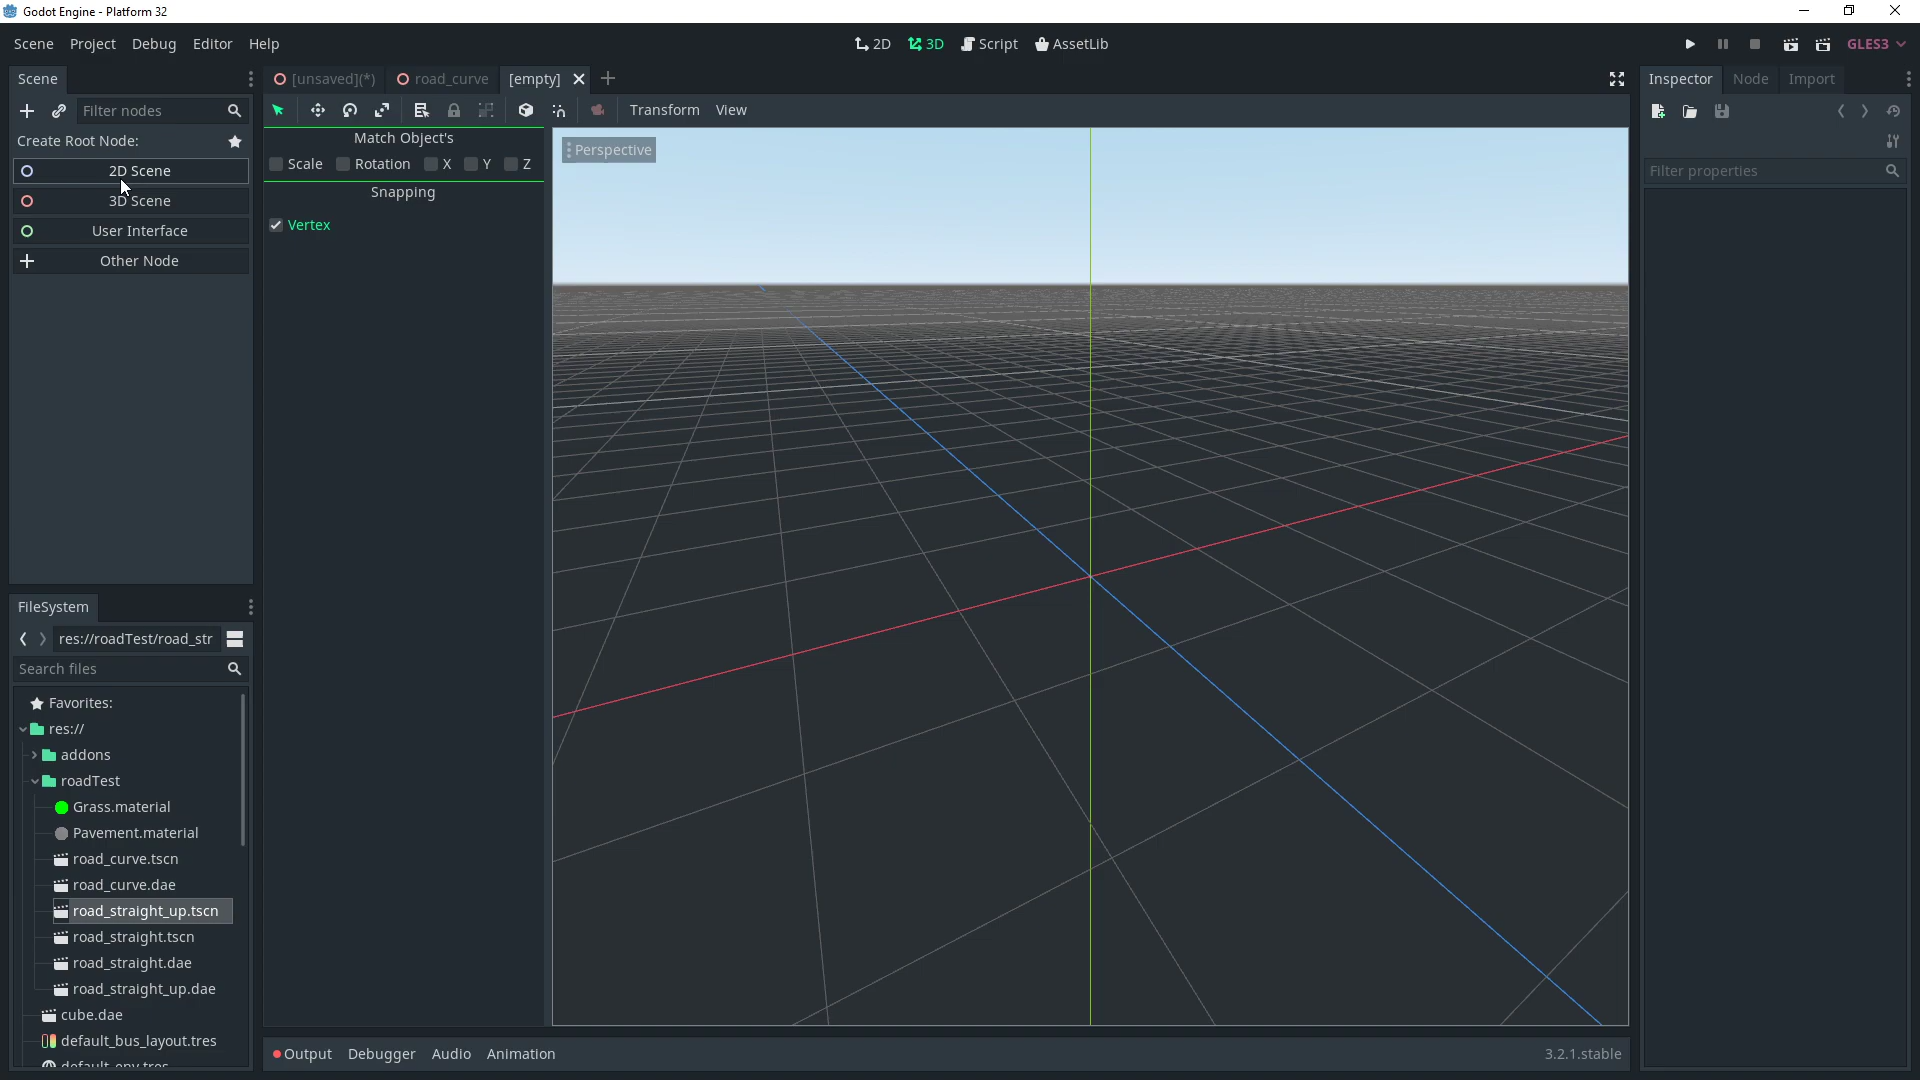 Godot Engine - Platform 32
Scene Project Debug Editor Help
2D 3D Script AssetLib
GLES3
Scene
[unsaved](*) road_curve [empty]
Inspector Node Import
Filter nodes
Transform View
Create Root Node:
2D Scene
3D Scene
User Interface
Other Node
Match Object's
Scale Rotation X Y Z
Snapping
Vertex
Perspective
Filter properties
FileSystem
res://roadTest/road_str
Search files
Favorites:
res://
addons
roadTest
Grass.material
Pavement.material
road_curve.tscn
road_curve.dae
road_straight_up.tscn
road_straight.tscn
road_straight.dae
road_straight_up.dae
cube.dae
default_bus_layout.tres
default_env.tres
Output Debugger Audio Animation
3.2.1.stable